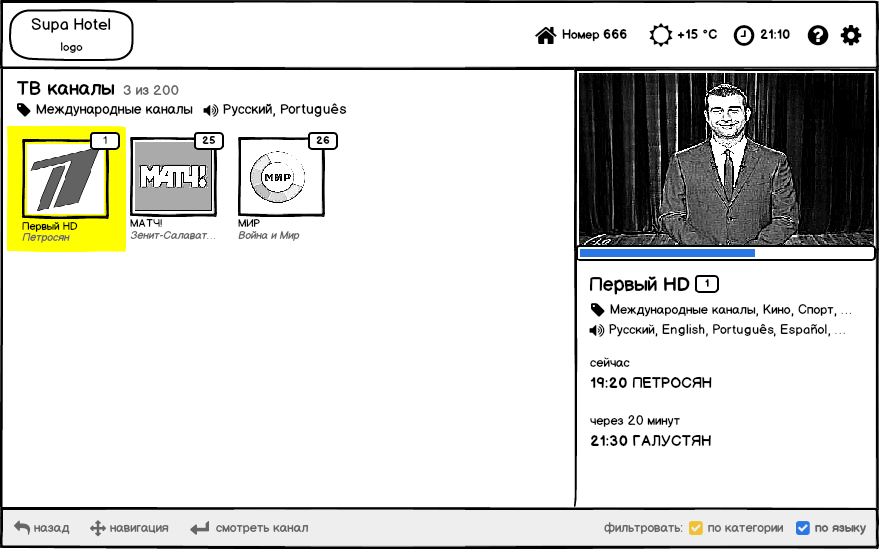 Supa Hotel
logo
Номер 666
+15 °C
21:10
ТВ каналы 3 из 200
Международные каналы Русский, Português
1
Первый HD
Петросян
25
МАТЧ!
МАТЧ!
Зенит-Салават...
26
МИР
МИР
Война и Мир
Первый HD 1
Международные каналы, Кино, Спорт, ...
Русский, English, Português, Español, ...
сейчас
19:20 ПЕТРОСЯН
через 20 минут
21:30 ГАЛУСТЯН
назад навигация смотреть канал фильтровать: по категории по языку